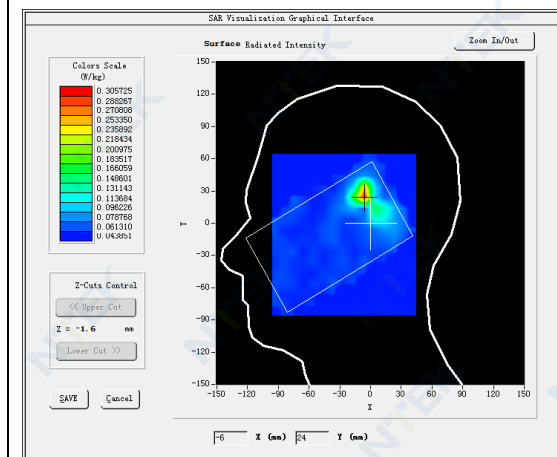 SAR Visualisation Graphical Interface
Surface Radiated Intensity
Zoom In/Out
Colors Scale
(W/kg)
0.305725
0.288267
0.270808
0.253350
0.235892
0.218434
0.200975
0.183517
0.166059
0.148601
0.131143
0.113684
0.096226
0.078768
0.061310
0.043851
Z-Cuts Control
<< Upper Cut
Z = -1.6 mm
Lower Cut >>
SAVE Cancel
150
120
90
60
30
0
-30
-60
-90
-120
-150
Y
-150 -120 -90 -60 -30 0 30 60 90 120 150
X
-6 X (mm) 24 Y (mm)
NTEK